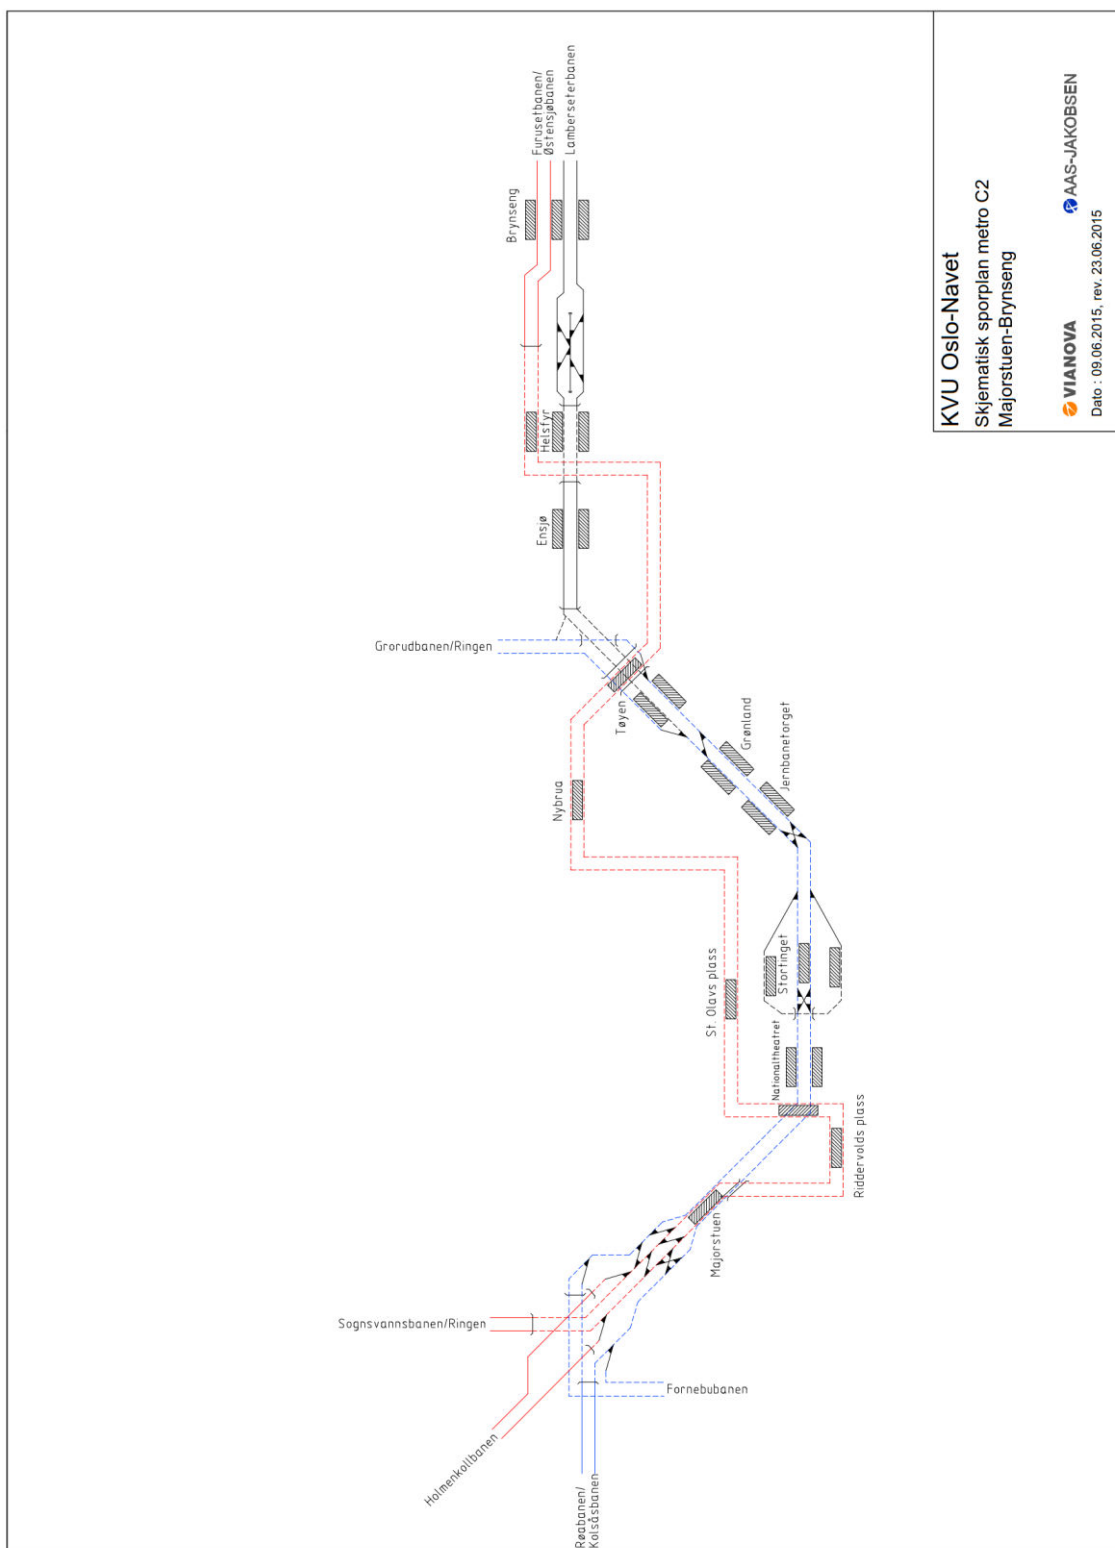 Furusetbanen/
Østensjøbanen
Lamberseterbanen
Brynseng
Helsfyr
Ensjø
Grorudbanen/Ringen
Tøyen
Grønland
Jernbanetorget
Nybrua
Stortinget
St. Olavs plass
Nationaltheatret
Riddervolds plass
Majorstuen
Sognsvannsbanen/Ringen
Fornebubanen
Holmenkollbanen
Røabanen/
Kolsåsbanen
KVU Oslo-Navet
Skjematisk sporplan metro C2
Majorstuen-Brynseng
VIANOVA
AAS-JAKOBSEN
Dato : 09.06.2015, rev. 23.06.2015